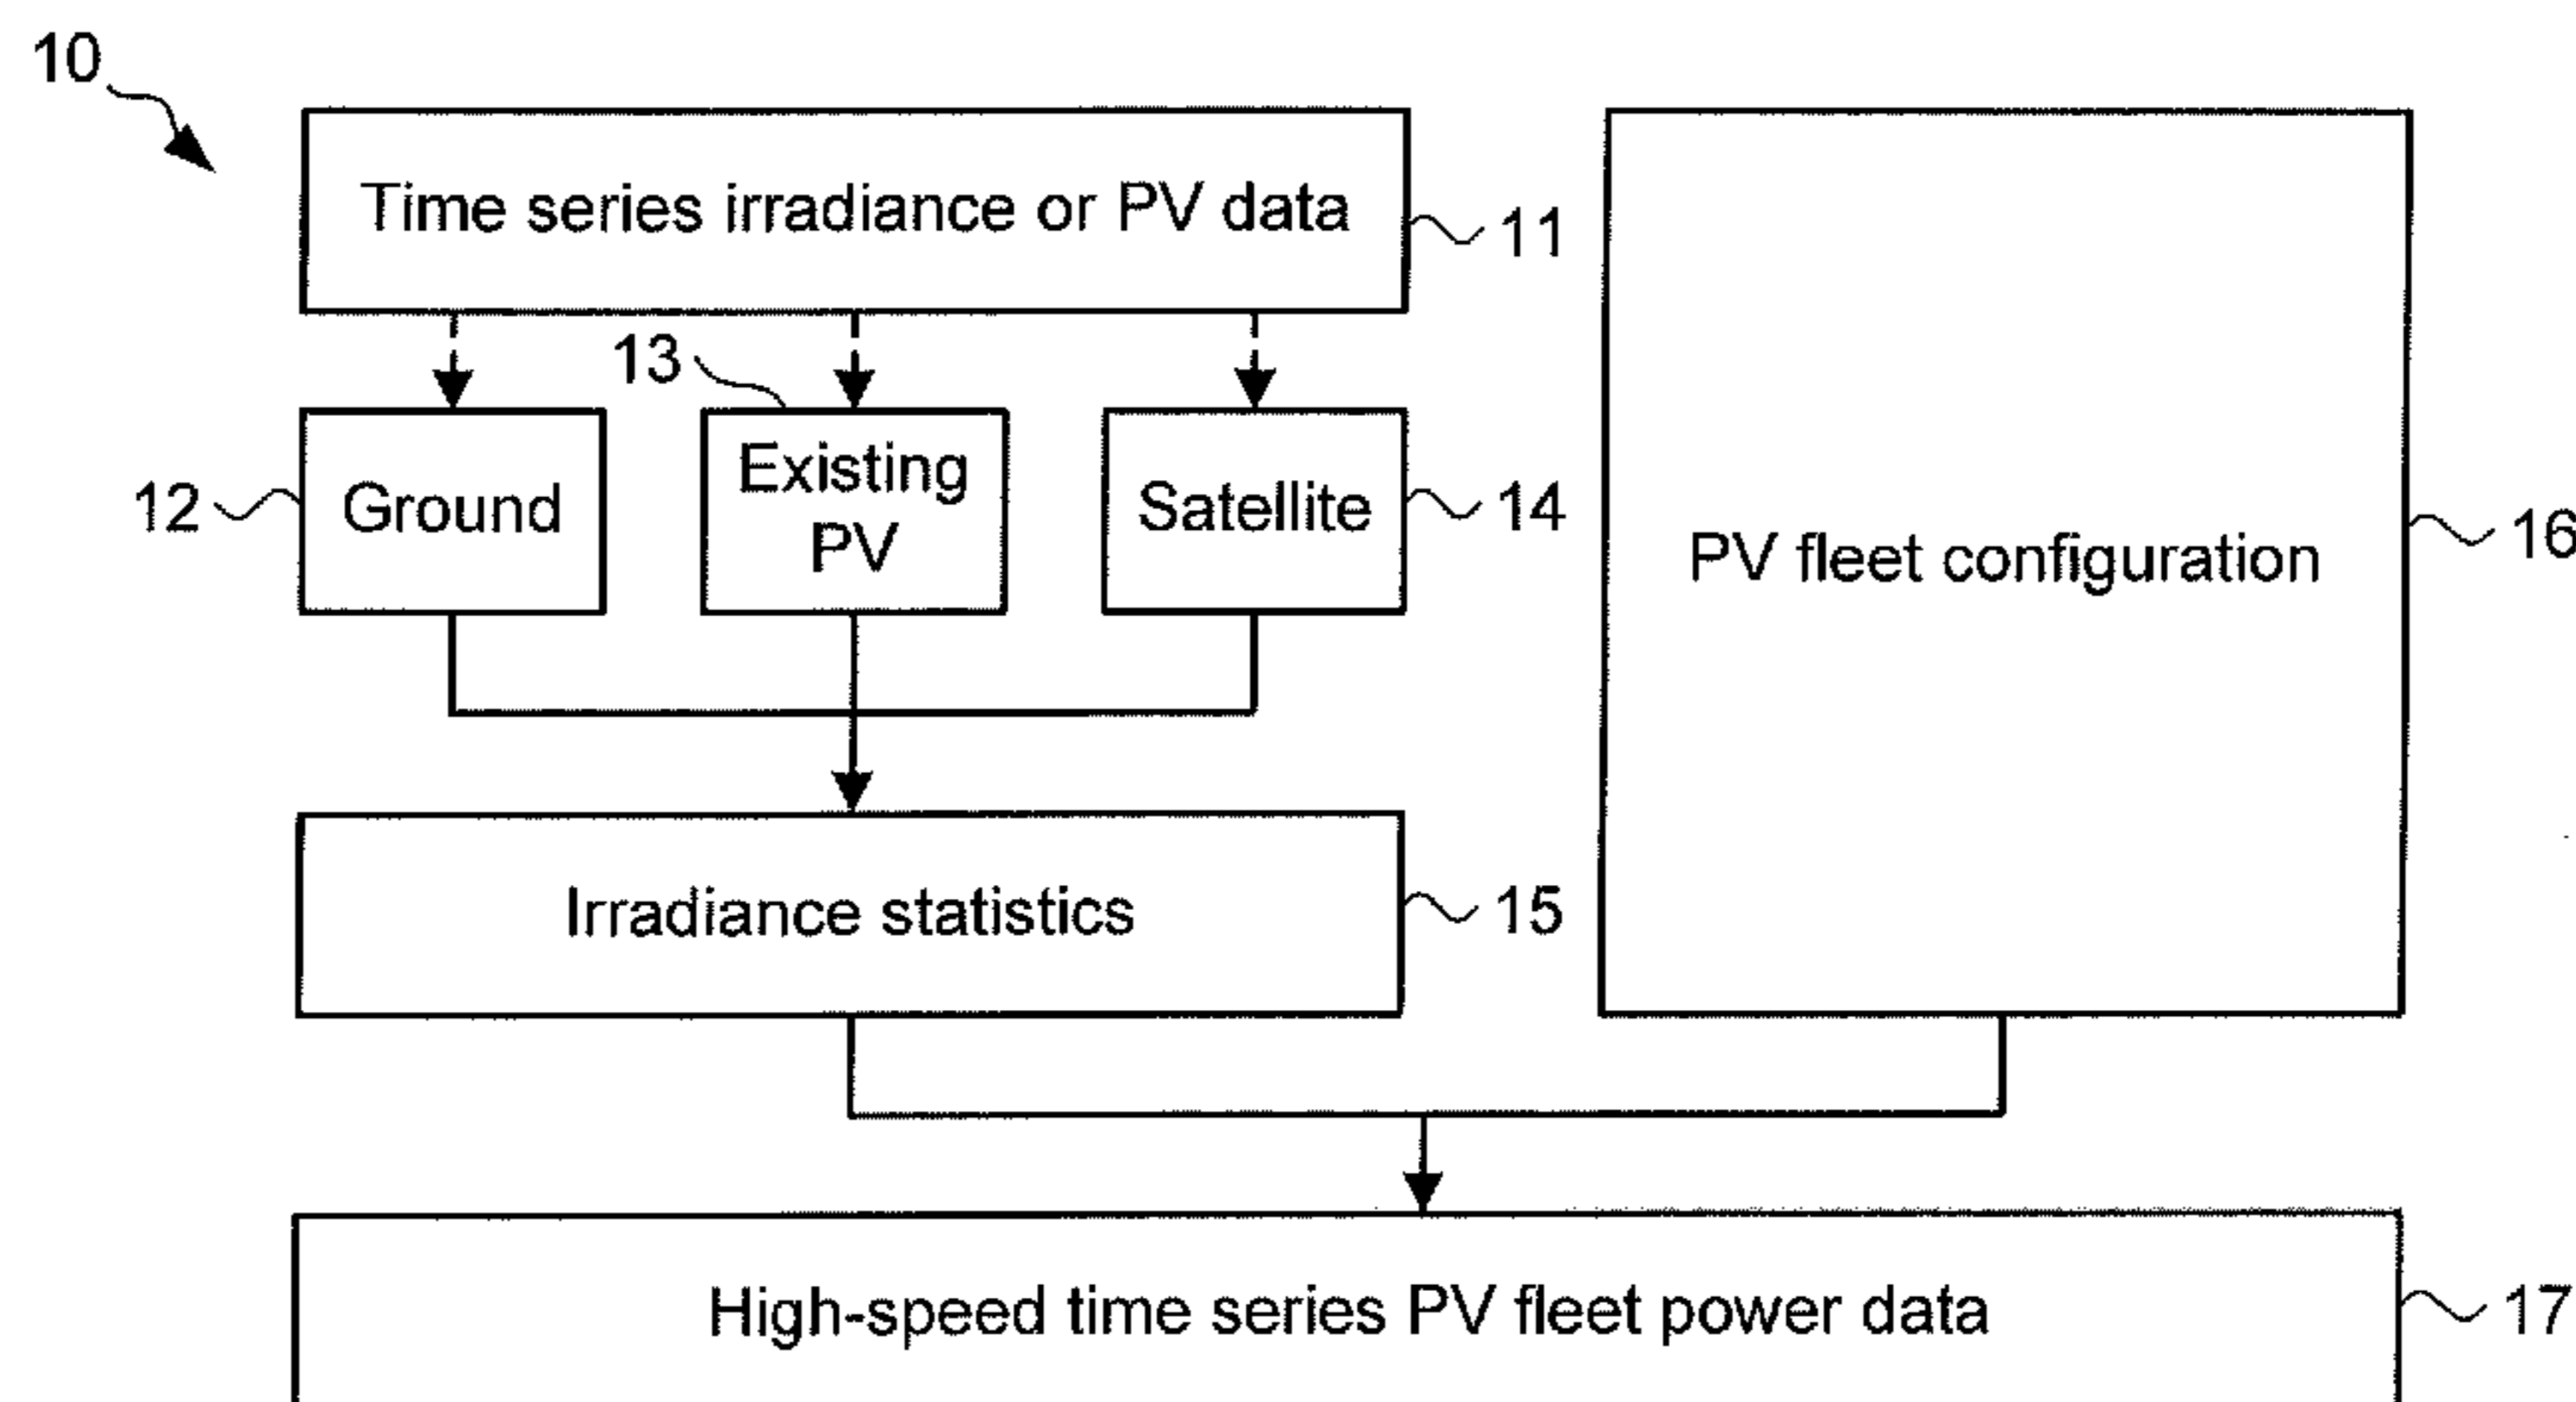 10
Time series irradiance or PV data
11
13
12
Ground
Existing
PV
Satellite
14
PV fleet configuration
16
Irradiance statistics
15
High-speed time series PV fleet power data
17